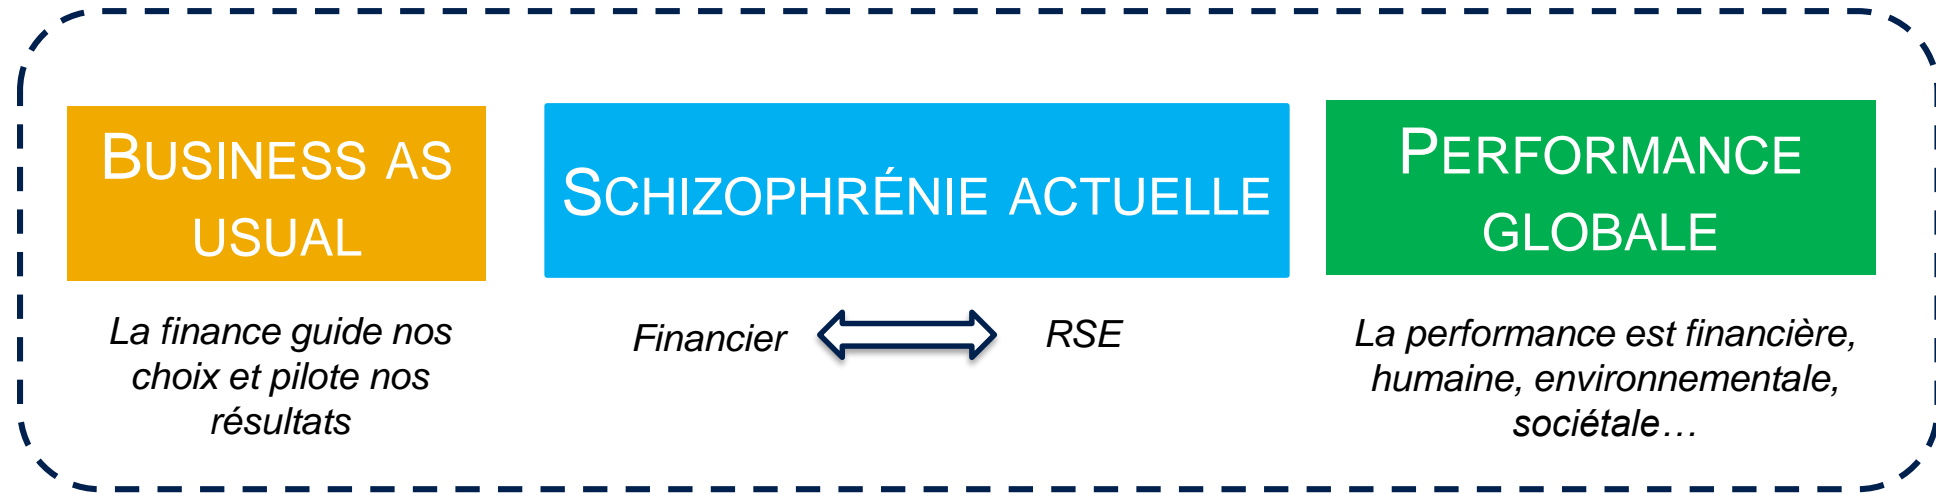 BUSINESS AS
USUAL
SCHIZOPHRÉNIE ACTUELLE
PERFORMANCE
GLOBALE
La finance guide nos
choix et pilote nos
résultats
Financier
RSE
La performance est financière,
humaine, environnementale,
sociétale…